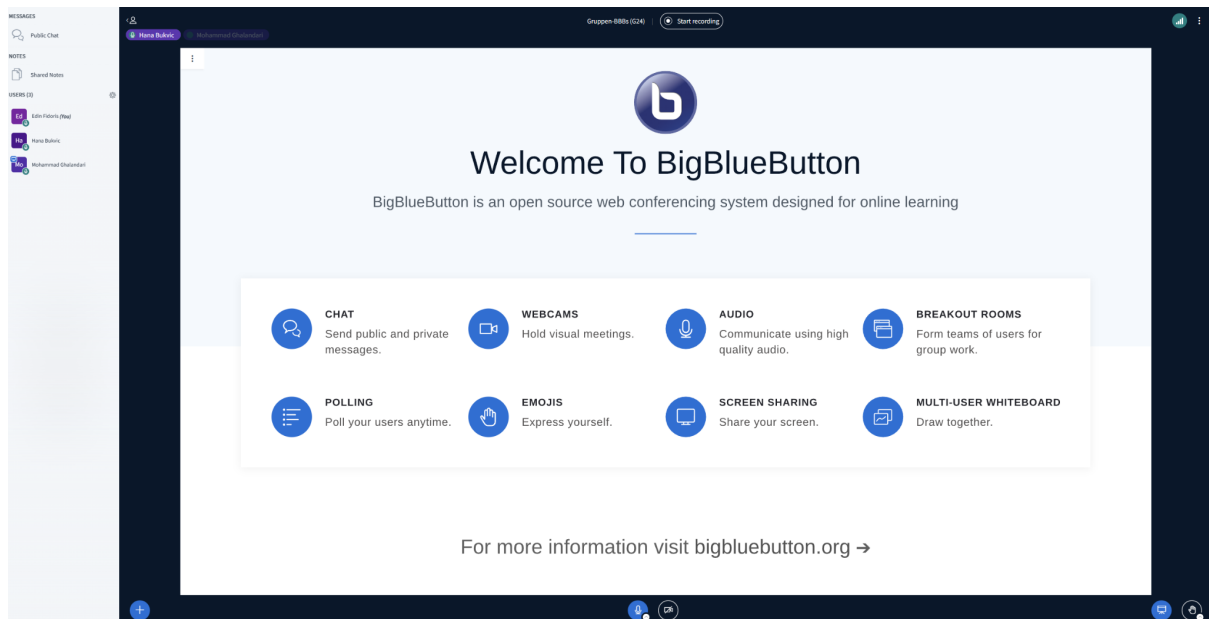 MESSAGES
Public Chat
NOTES
Shared Notes
USERS (3)
Ed Edin Fidoris (You)
Ha Hana Bukvic
Mo Mohammad Ghalandari
Gruppen-BBBs (G24) | Start recording
Hana Bukvic Mohammad Ghalandari
b
Welcome To BigBlueButton
BigBlueButton is an open source web conferencing system designed for online learning
CHAT
Send public and private
messages.
WEBCAMS
Hold visual meetings.
AUDIO
Communicate using high
quality audio.
BREAKOUT ROOMS
Form teams of users for
group work.
POLLING
Poll your users anytime.
EMOJIS
Express yourself.
SCREEN SHARING
Share your screen.
MULTI-USER WHITEBOARD
Draw together.
For more information visit bigbluebutton.org →